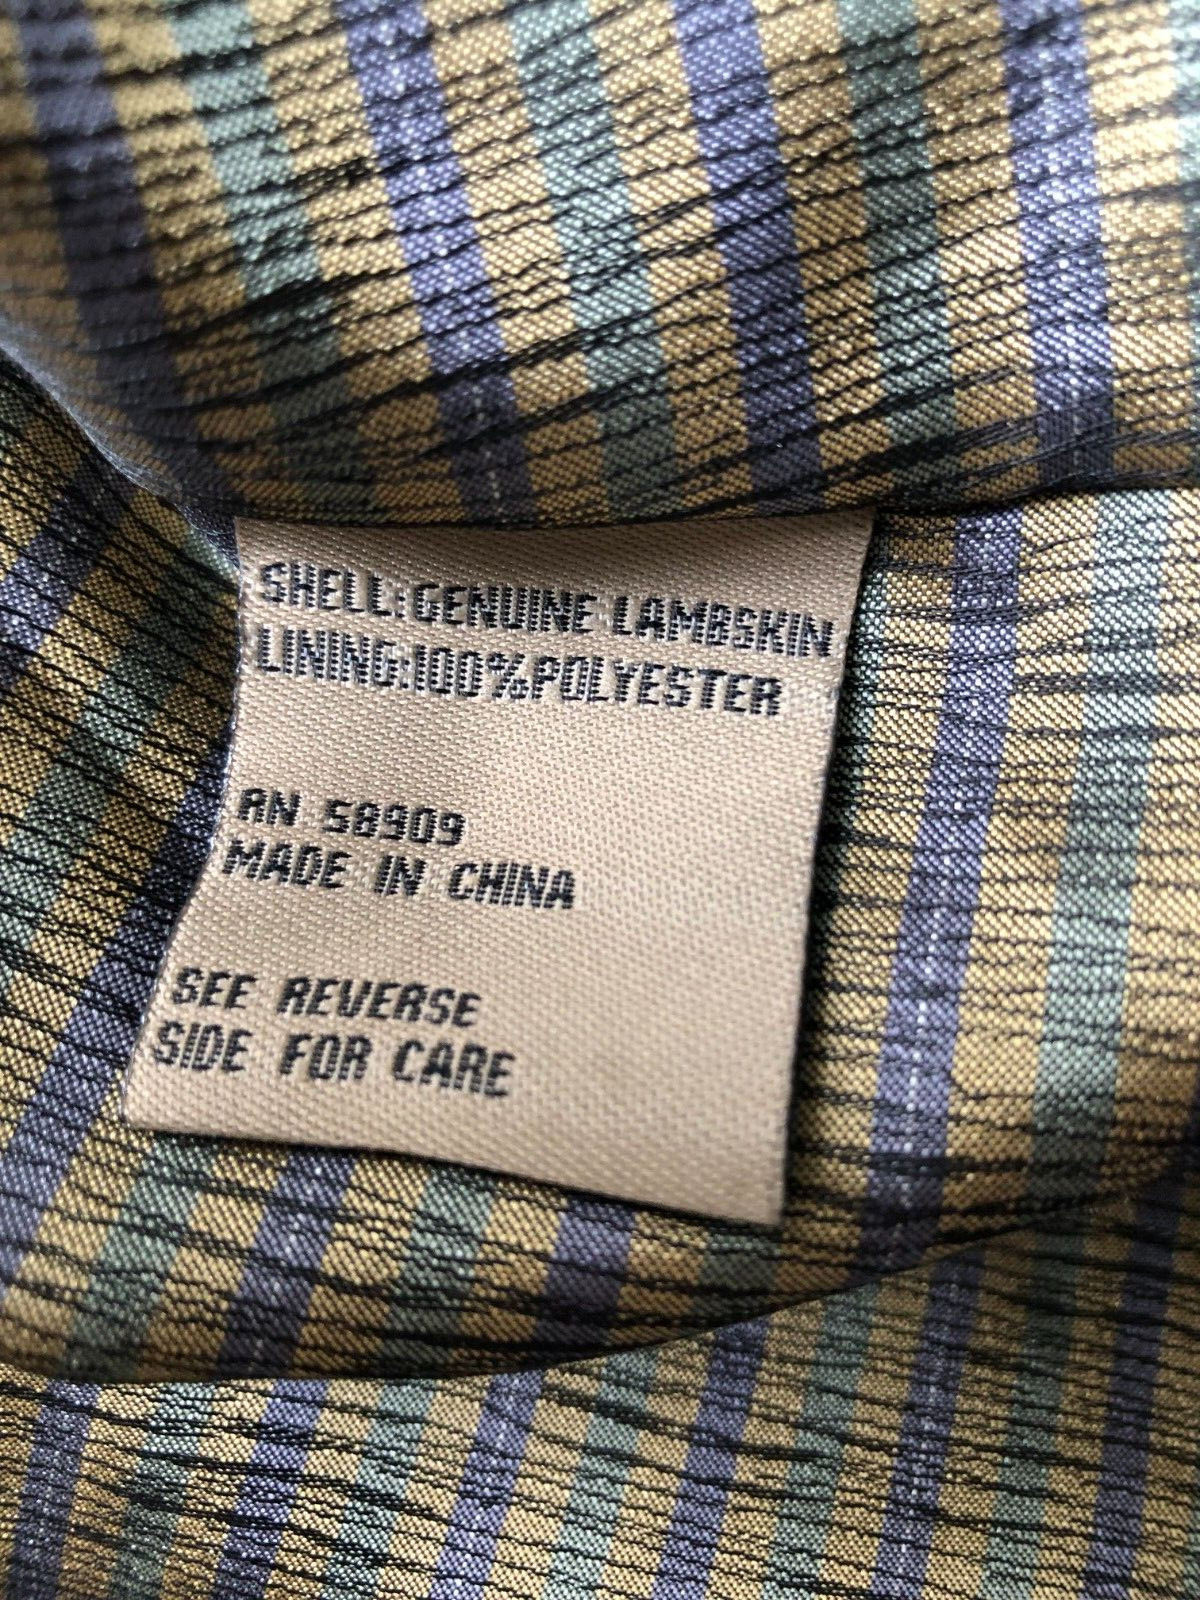 SHELL:GENUINE LAMBSKIN
LINING:100%POLYESTER
RN 58909
MADE IN CHINA
SEE REVERSE
SIDE FOR CARE